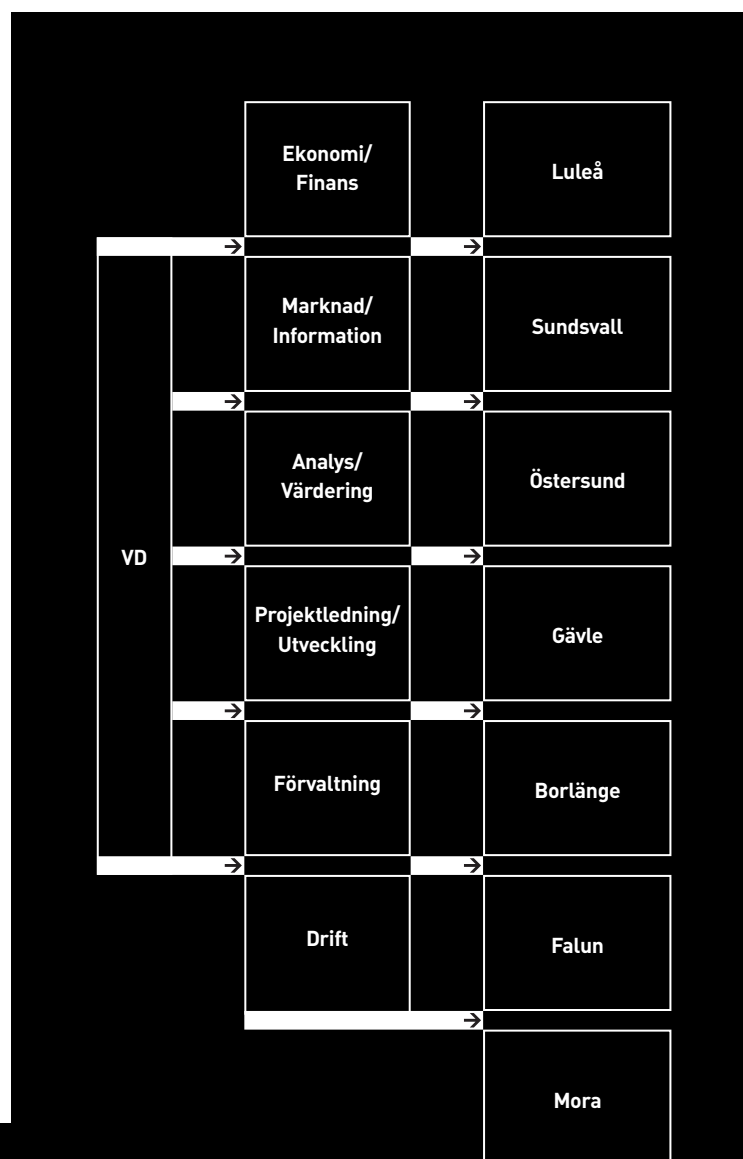 VD
Ekonomi/
Finans
Marknad/
Information
Analys/
Värdering
Projektledning/
Utveckling
Förvaltning
Drift
Luleå
Sundsvall
Östersund
Gävle
Borlänge
Falun
Mora